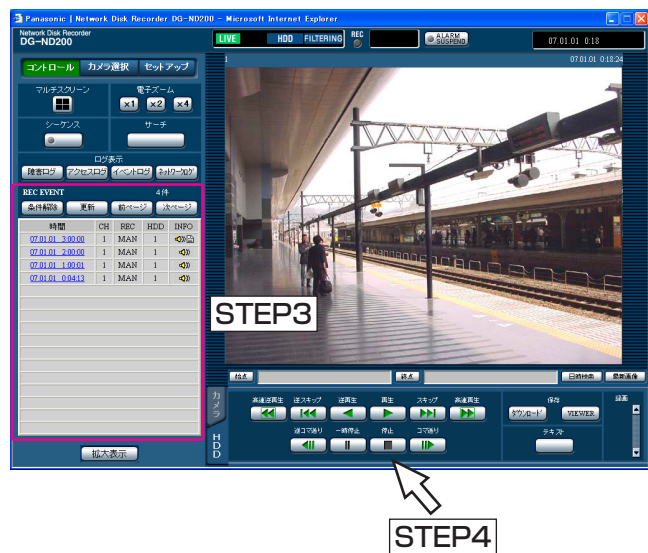 Panasonic | Network Disk Recorder DG-ND200 - Microsoft Internet Explorer
Network Disk Recorder
DG-ND200
LIVE HDD FILTERING REC ALARM SUSPEND 07.01.01 0:18
コントロール カメラ選択 セットアップ
1 07.01.01 0:18:24
マルチスクリーン 電子ズーム
x1 x2 x4
シーケンス サーチ
ログ表示
障害ログ アクセスログ イベントログ ネットワークログ
REC EVENT 4件
条件解除 更新 前ページ 次ページ
時間 CH REC HDD INFO
07.01.01 3:00:00 1 MAN 1
07.01.01 2:00:00 1 MAN 1
07.01.01 1:00:01 1 MAN 1
07.01.01 0:04:13 1 MAN 1
拡大表示
STEP3
始点 終点 日時検索 最新画像
カメラ
HDD
高速逆再生 逆スキップ 逆再生 再生 スキップ 高速再生 保存 録画
ダウンロード VIEWER
逆コマ送り 一時停止 停止 コマ送り テキスト
STEP4